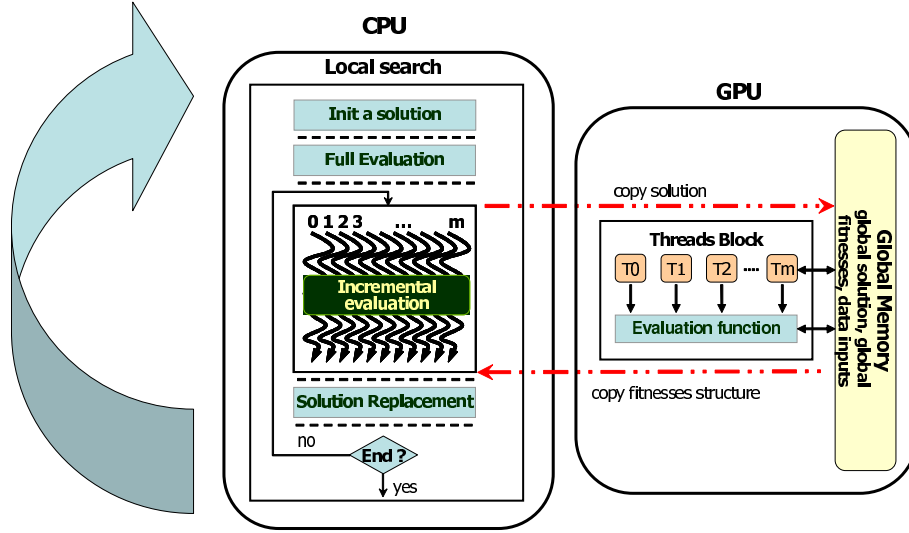 CPU
Local search
Init a solution
Full Evaluation
0 1 2 3 ... m
Incremental
evaluation
Solution Replacement
no
End ?
yes
copy solution
copy fitnesses structure
GPU
Threads Block
T0 T1 T2 .... Tm
Evaluation function
Global Memory
global solution, global
fitnesses, data inputs